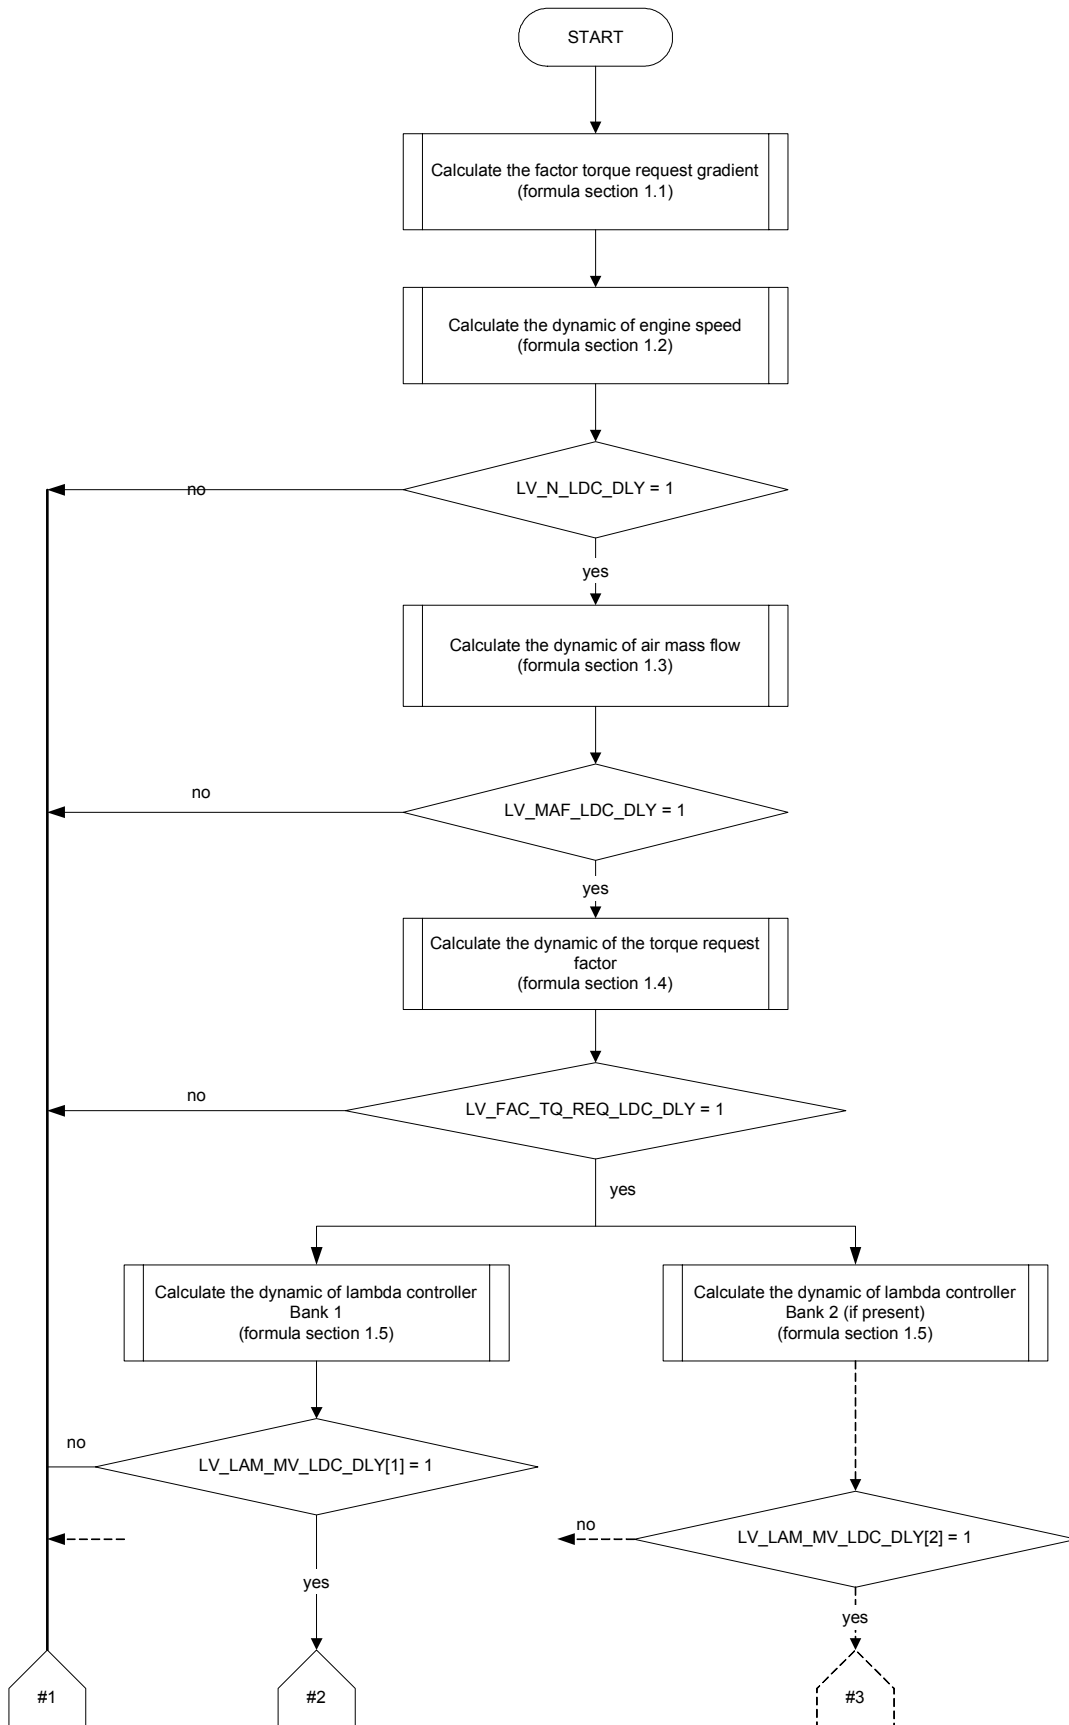 START
Calculate the factor torque request gradient
(formula section 1.1)
Calculate the dynamic of engine speed
(formula section 1.2)
LV_N_LDC_DLY = 1
no
yes
Calculate the dynamic of air mass flow
(formula section 1.3)
no
LV_MAF_LDC_DLY = 1
yes
Calculate the dynamic of the torque request
factor
(formula section 1.4)
no
LV_FAC_TQ_REQ_LDC_DLY = 1
yes
Calculate the dynamic of lambda controller
Bank 1
(formula section 1.5)
Calculate the dynamic of lambda controller
Bank 2 (if present)
(formula section 1.5)
no
LV_LAM_MV_LDC_DLY[1] = 1
no
LV_LAM_MV_LDC_DLY[2] = 1
yes
yes
#1
#2
#3